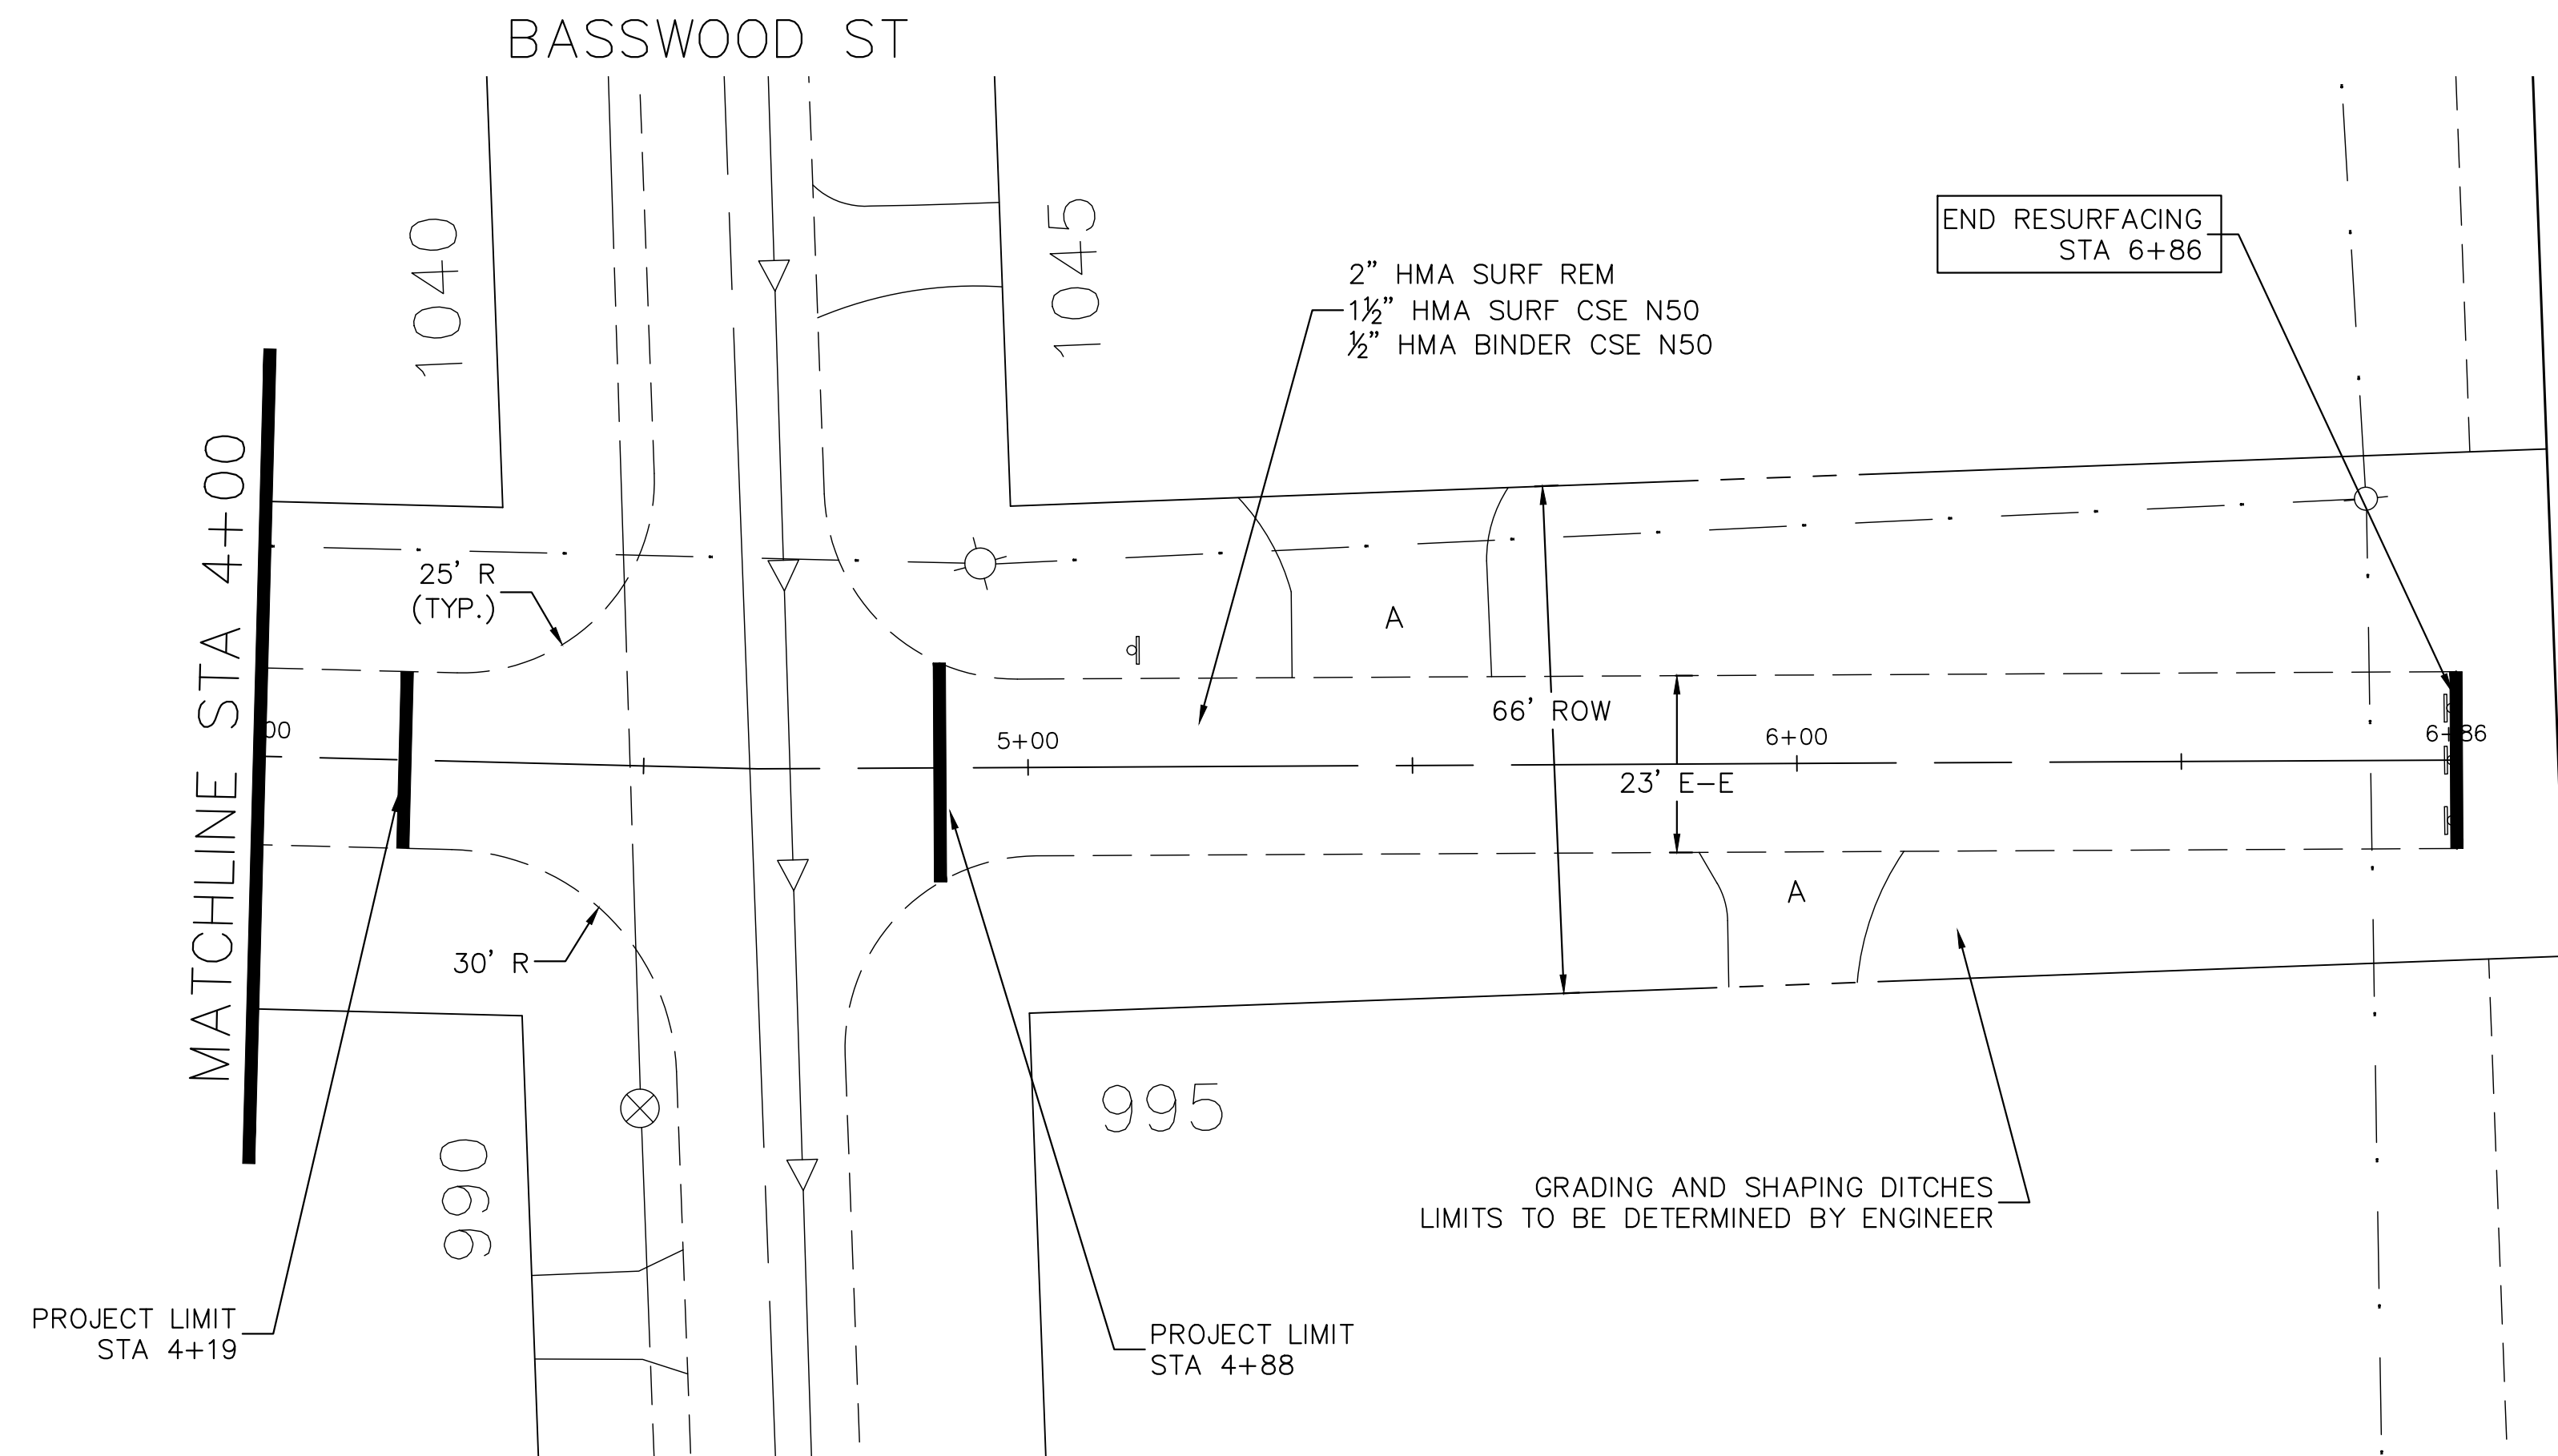 BASSWOOD ST
1040
1045
END RESURFACING
STA 6+86
2” HMA SURF REM
1½” HMA SURF CSE N50
½” HMA BINDER CSE N50
MATCHLINE STA 4+00
25’ R
(TYP.)
A
66’ ROW
00
5+00
6+00
6+86
23’ E-E
A
30’ R
995
990
GRADING AND SHAPING DITCHES
LIMITS TO BE DETERMINED BY ENGINEER
PROJECT LIMIT
STA 4+19
PROJECT LIMIT
STA 4+88